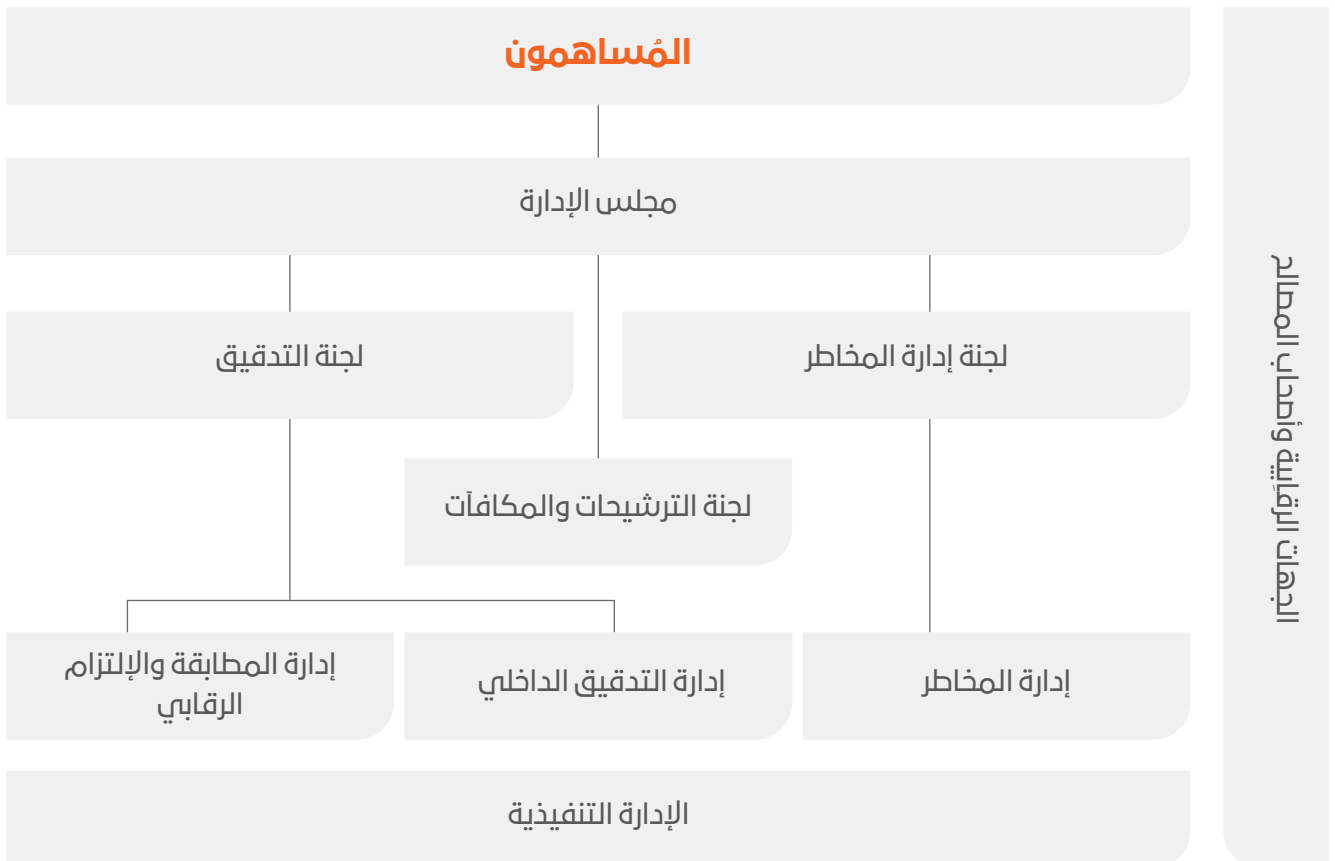 المُساهمون
مجلس الإدارة
لجنة إدارة المخاطر
لجنة التدقيق
لجنة الترشيحات والمكافآت
إدارة المخاطر
إدارة التدقيق الداخلي
إدارة المطابقة والإلتزام
الرقابي
الإدارة التنفيذية
الجهات الرقابية وأصحاب المصالح